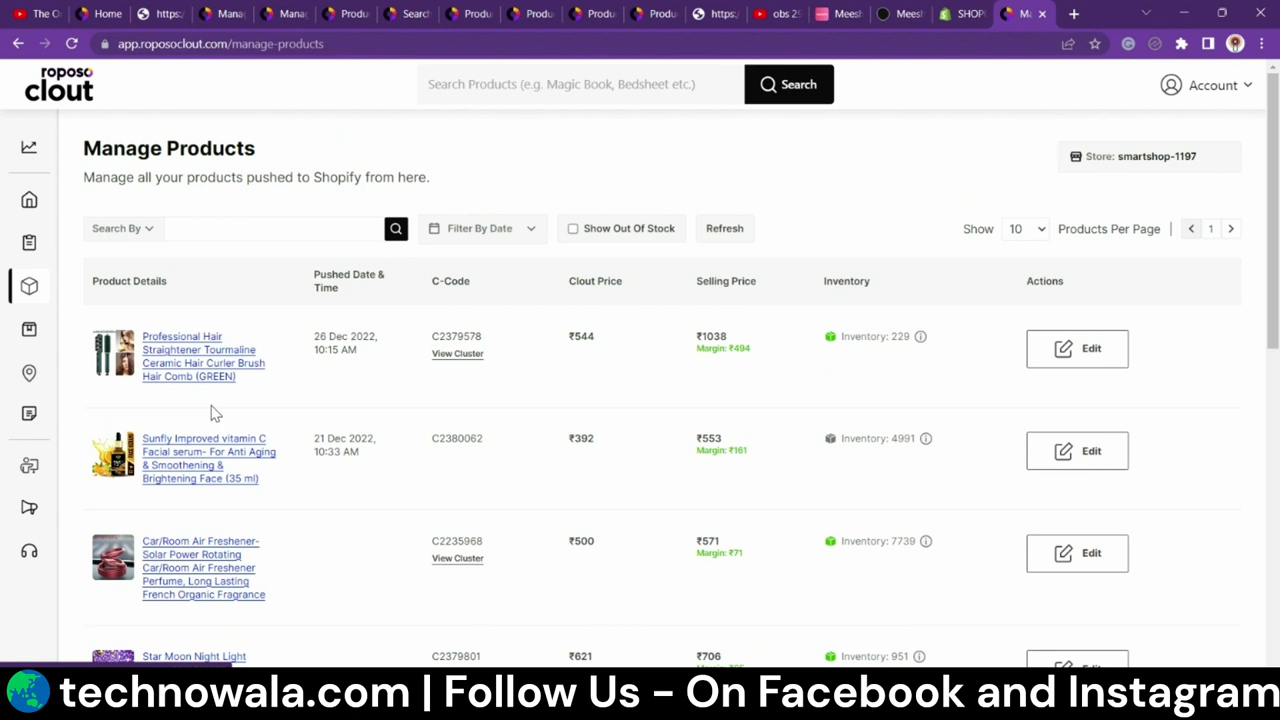 The O
Home
https:/
Mana
Mana
Produ
Search
Produ
Produ
Produ
Produ
https:/
obs 25
Meesh
Meesh
SHOP
Ma
app.roposoclout.com/manage-products
roposo
clout
Search Products (e.g. Magic Book, Bedsheet etc.)
Search
Account
Manage Products
Manage all your products pushed to Shopify from here.
Store: smartshop-1197
Search By
Filter By Date
Show Out Of Stock
Refresh
Show 10 Products Per Page | 1
Product Details
Pushed Date &
Time
C-Code
Clout Price
Selling Price
Inventory
Actions
Professional Hair
Straightener Tourmaline
Ceramic Hair Curler Brush
Hair Comb (GREEN)
26 Dec 2022,
10:15 AM
C2379578
View Cluster
₹544
₹1038
Margin: ₹494
Inventory: 229
Edit
Sunfly Improved vitamin C
Facial serum- For Anti Aging
& Smoothening &
Brightening Face (35 ml)
21 Dec 2022,
10:33 AM
C2380062
₹392
₹553
Margin: ₹161
Inventory: 4991
Edit
Car/Room Air Freshener-
Solar Power Rotating
Car/Room Air Freshener
Perfume, Long Lasting
French Organic Fragrance
C2235968
View Cluster
₹500
₹571
Margin: ₹71
Inventory: 7739
Edit
Star Moon Night Light
C2379801
₹621
₹706
Inventory: 951
technowala.com | Follow Us - On Facebook and Instagram